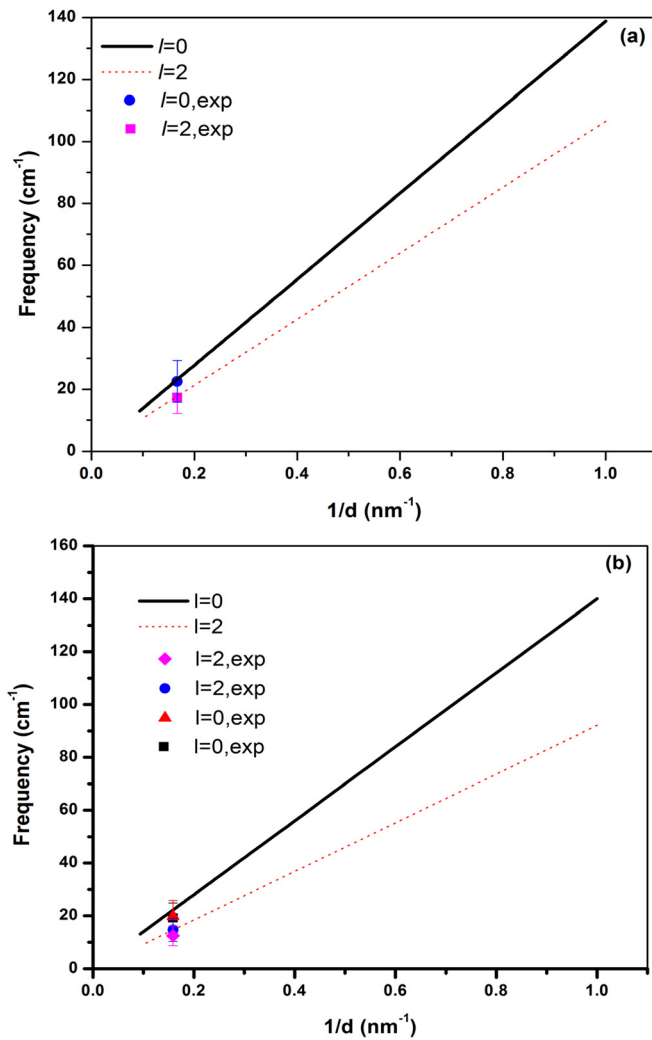 140
120
100
80
60
40
20
0
Frequency (cm-1)
(a)
l=0
l=2
l=0,exp
l=2,exp
0.0 0.2 0.4 0.6 0.8 1.0
1/d (nm-1)
160
140
120
100
80
60
40
20
0
Frequency (cm-1)
(b)
l=0
l=2
l=2,exp
l=2,exp
l=0,exp
l=0,exp
0.0 0.2 0.4 0.6 0.8 1.0
1/d (nm-1)